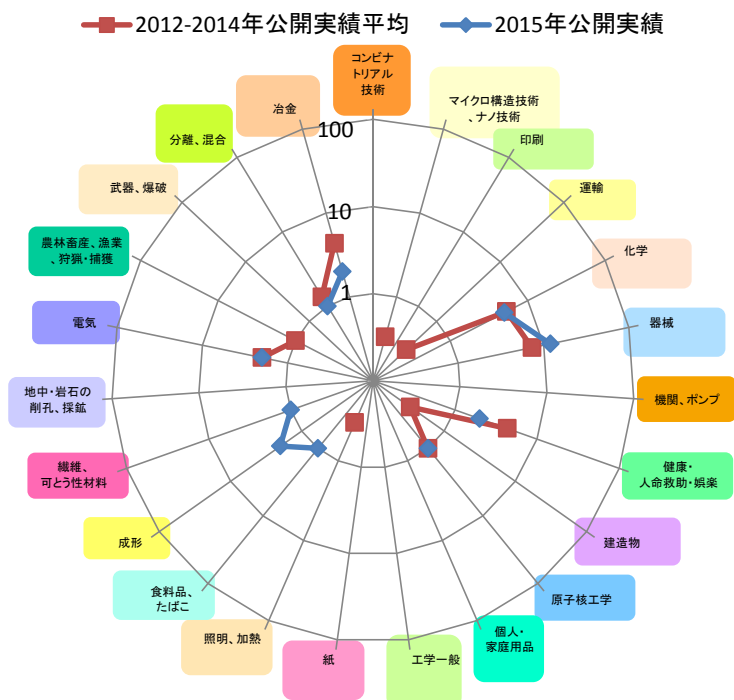 2012-2014年公開実績平均
2015年公開実績
コンビナ
トリアル
技術
マイクロ構造技術
、ナノ技術
印刷
運輸
化学
器械
機関、ポンプ
健康・
人命救助・娯楽
建造物
原子核工学
個人・
家庭用品
工学一般
紙
照明、加熱
食料品、
たばこ
成形
繊維、
可とう性材料
地中・岩石の
削孔、採鉱
電気
農林畜産、漁業
、狩猟・捕獲
武器、爆破
分離、混合
冶金
100
10
1